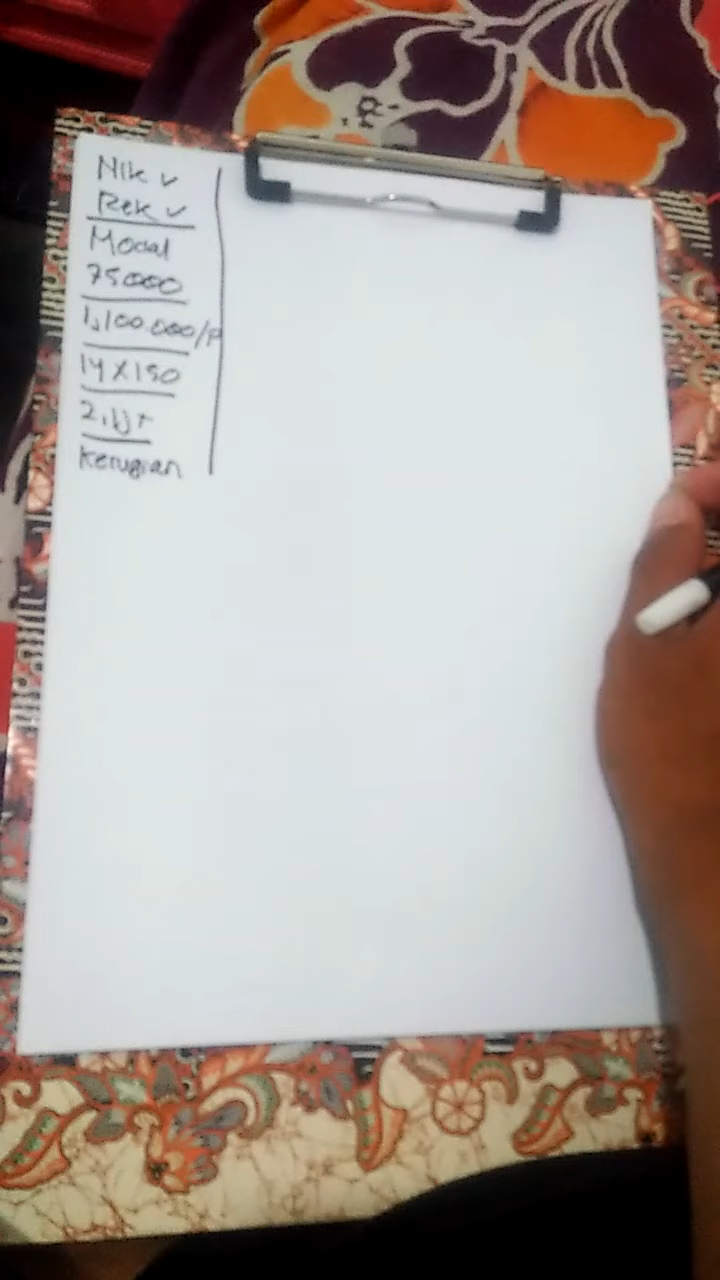 Nik ✓
Rek ✓
Modal
75000
1,100.000/P
14 X 150
2,1jt
kerugian